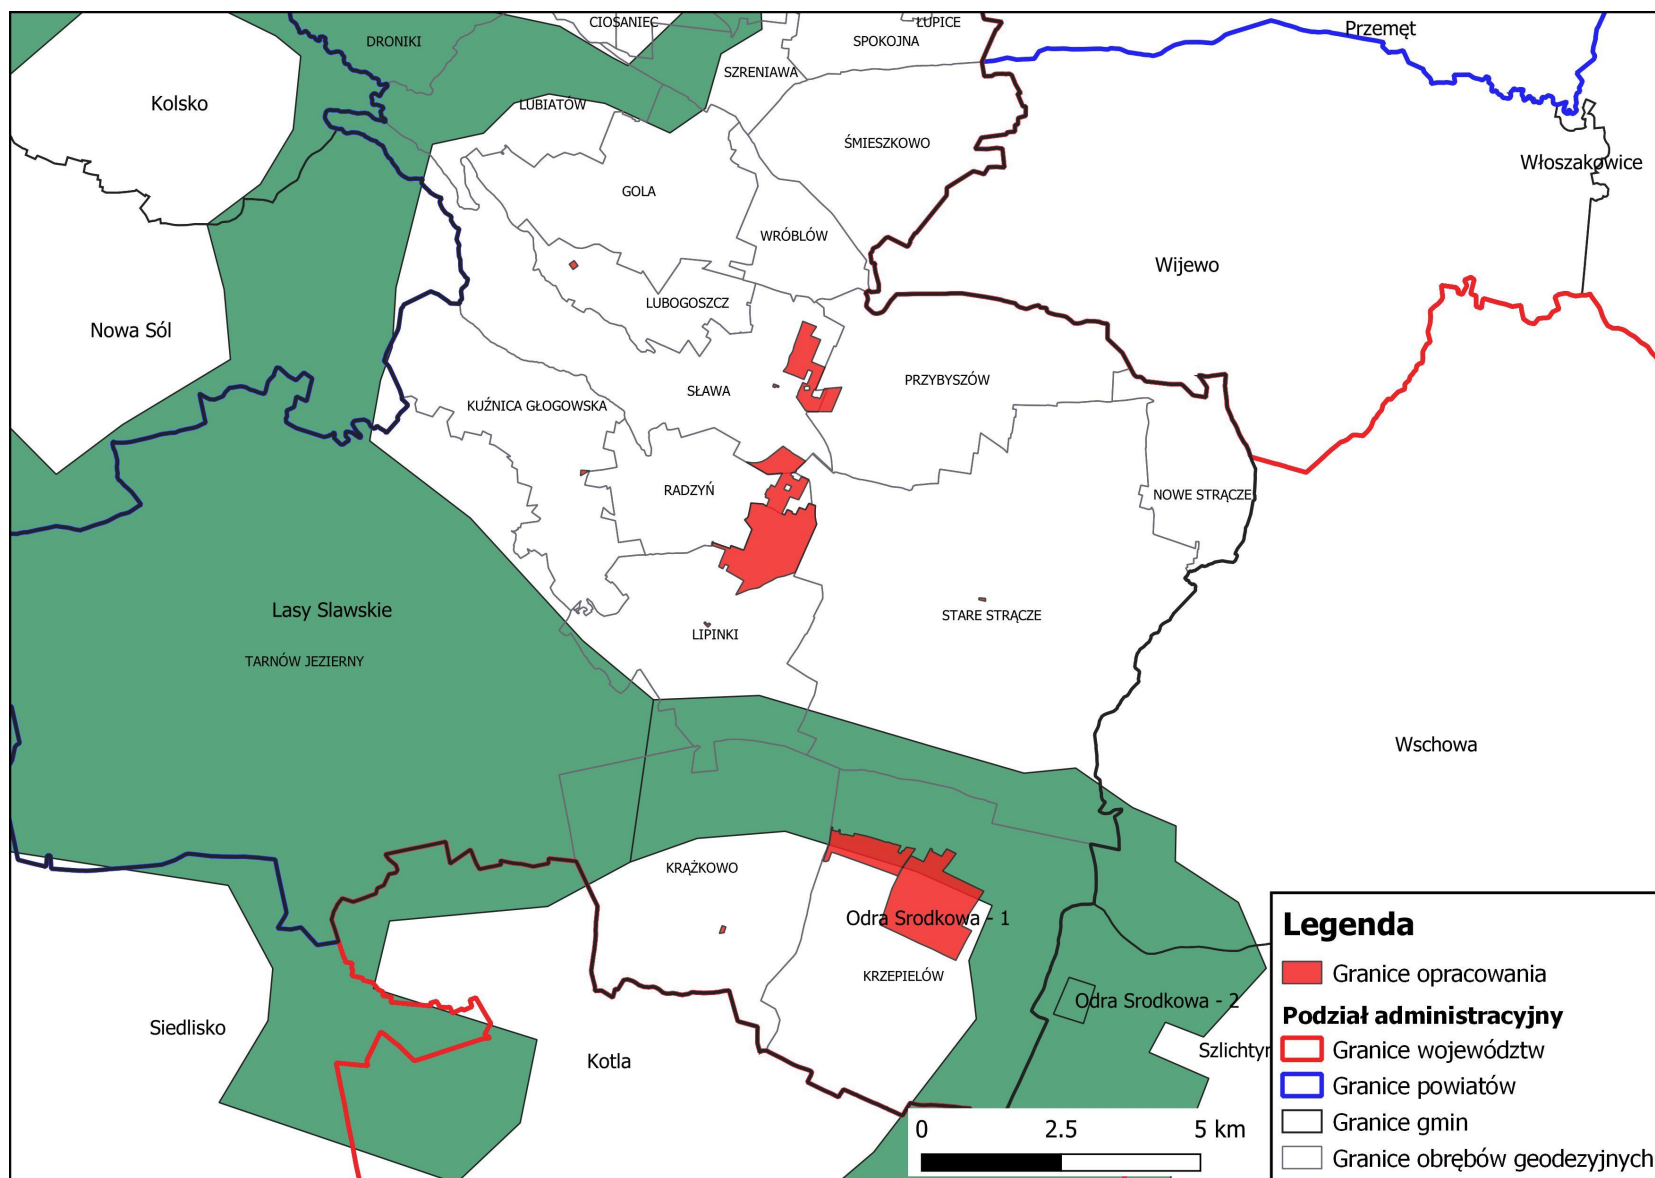 CIOSANIEC
ŁUPICE
Przemęt
DRONIKI
SPOKOJNA
SZRENIAWA
Kolsko
LUBIATÓW
ŚMIESZKOWO
Włoszakowice
GOLA
WRÓBLÓW
Wijewo
LUBOGOSZCZ
Nowa Sól
PRZYBYSZÓW
SŁAWA
KUŹNICA GŁOGOWSKA
RADZYŃ
NOWE STRĄCZE
Lasy Slawskie
STARE STRĄCZE
LIPINKI
TARNÓW JEZIERNY
Wschowa
KRĄŻKOWO
Odra Srodkowa - 1
KRZEPIELÓW
Odra Srodkowa - 2
Siedlisko
Szlichtyn
Kotla
0 2.5 5 km
Legenda
Granice opracowania
Podział administracyjny
Granice województw
Granice powiatów
Granice gmin
Granice obrębów geodezyjnych